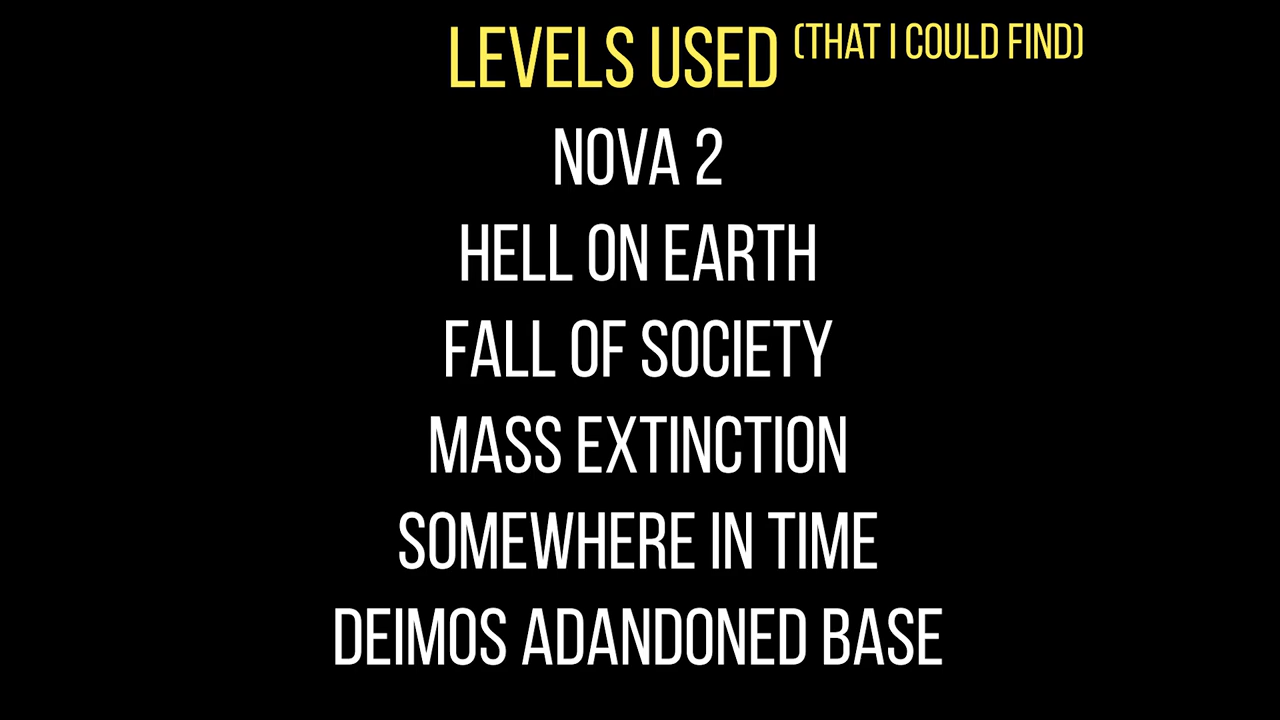 LEVELS USED (THAT I COULD FIND)
NOVA 2
HELL ON EARTH
FALL OF SOCIETY
MASS EXTINCTION
SOMEWHERE IN TIME
DEIMOS ADANDONED BASE